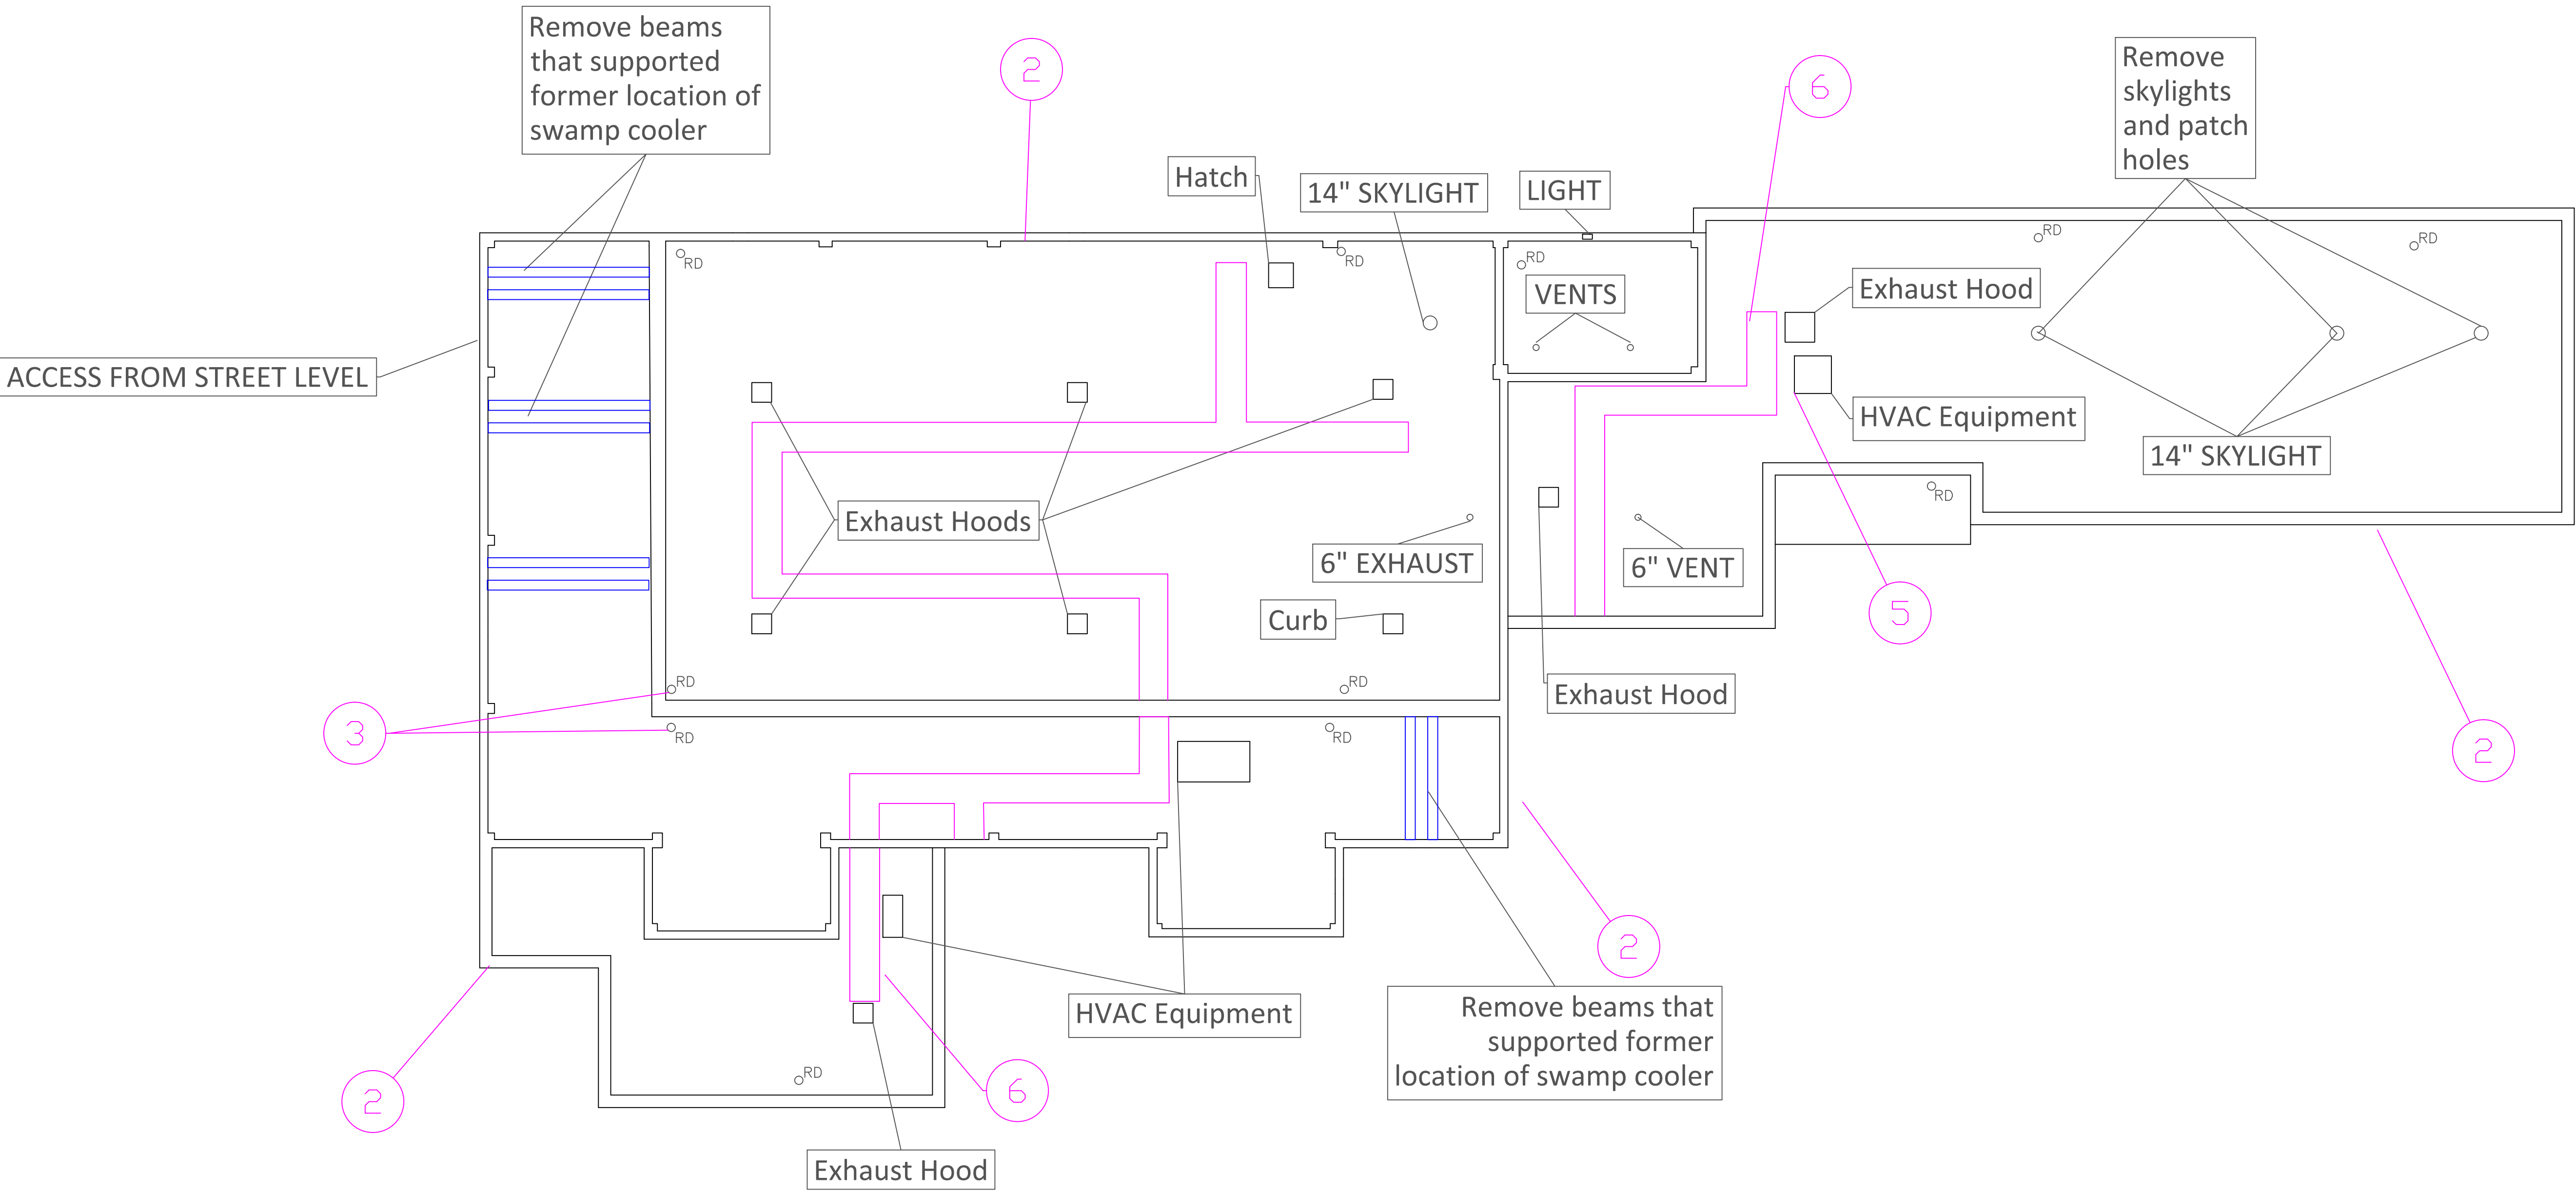 Remove beams
that supported
former location of
swamp cooler
2
6
Remove
skylights
and patch
holes
Hatch
14" SKYLIGHT
LIGHT
RD
RD
RD
RD
RD
VENTS
Exhaust Hood
ACCESS FROM STREET LEVEL
HVAC Equipment
14" SKYLIGHT
RD
Exhaust Hoods
6" EXHAUST
6" VENT
Curb
5
RD
RD
Exhaust Hood
3
RD
RD
2
2
HVAC Equipment
Remove beams that
supported former
location of swamp cooler
2
6
RD
Exhaust Hood